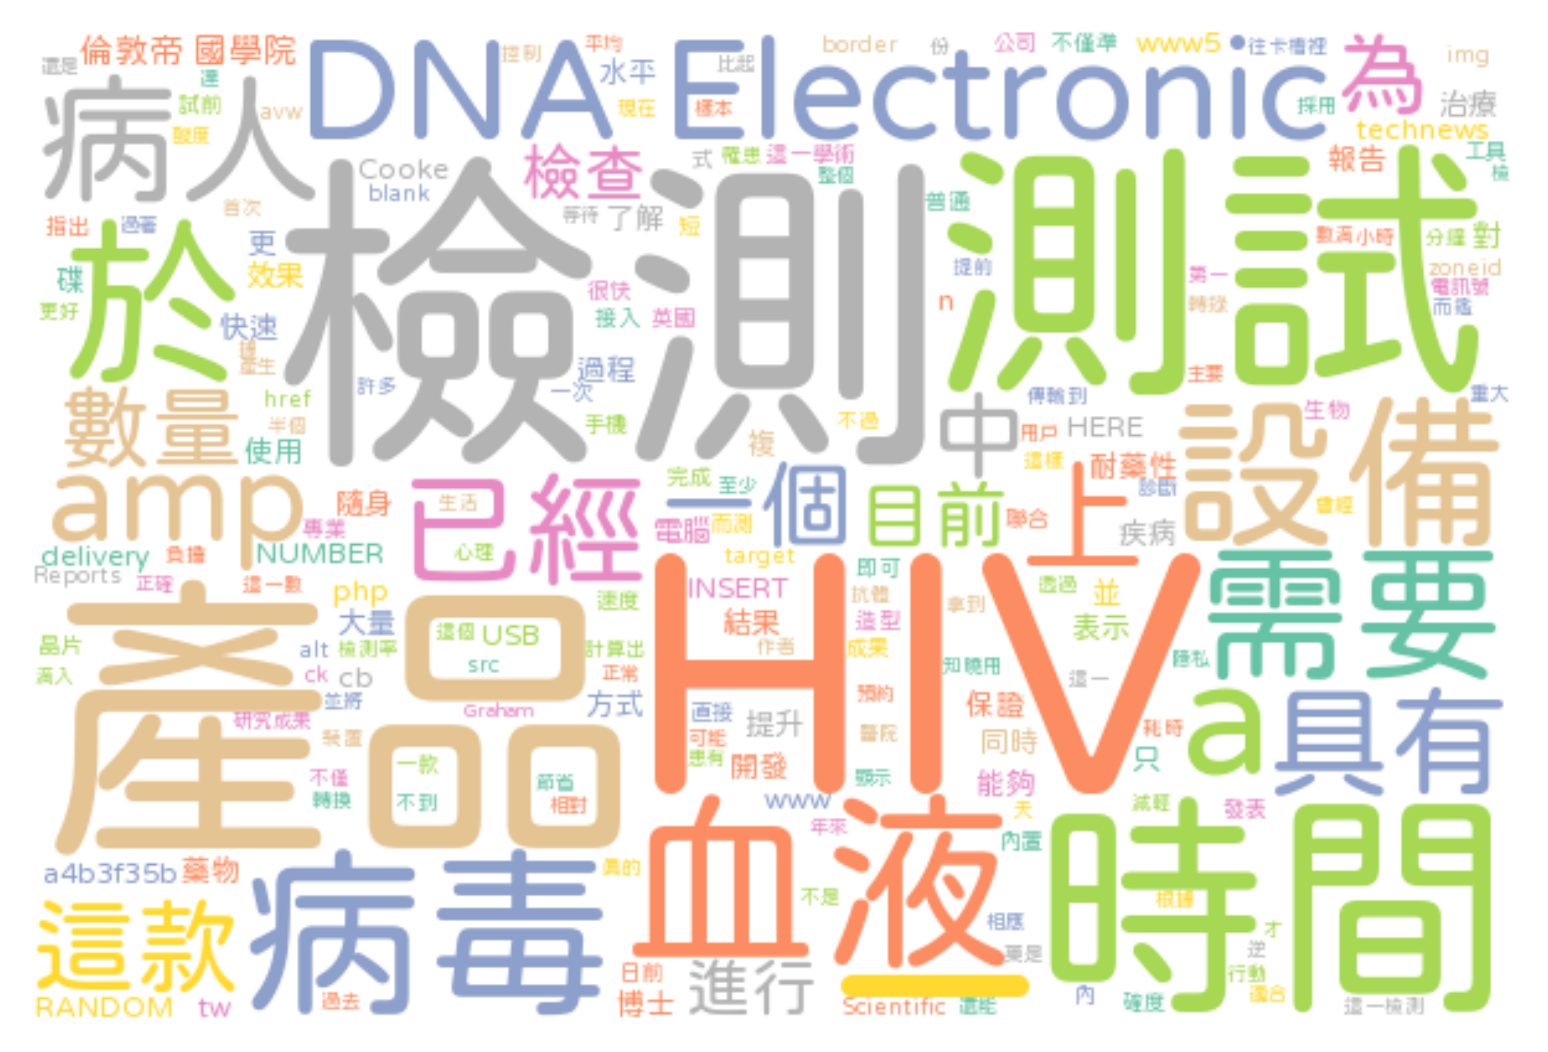 倫敦帝 國學院
DNA Electronic
控制
平均
水平
現在
比起
樣本
border
份
公司
不僅準
www5
往卡槽裡
為
img
還是
達
試前
avw
酸度
病人
採用
治療
technews
Cooke
blank
檢查
式
罹患
這一學術
整個
報告
工具
檢
首次
等待
了解
短
普通
測試
指出
過著
更
效果
碟
於
更好
快速
檢測
很快
接入
英國
提前
n
第一
轉錄
數滴
小時
分鐘
對
zoneid
電訊號
過程
許多
一次
主要
傳輸到
重大
href
半個
數量
使用
手機
複
不過
中
用戶
HERE
這樣
生物
設備
amp
隨身
專業
已經
生活
心理
完成
至少
一個
電腦
而測
目前
聯合
上
耐藥性
診斷
疾病
曾經
delivery
負擔
NUMBER
Reports
正確
這一數
php
target
HIV
INSERT
即可
抗體
拿到
透過
並
需要
大量
產品
這個
USB
src
速度
結果
作者
造型
成果
表示
晶片
滴入
alt
檢測率
ck
cb
並將
計算出
正常
知曉用
這一
隱私
研究成果
Graham
方式
直接
可能
提升
預約
醫院
保證
同時
耗時
只
a
具有
裝置
不僅
轉換
一款
不到
節省
相對
患有
開發
顯示
能夠
www
天
減輕
發表
a4b3f35b
藥物
病毒
真的
血液
年來
不是
內置
時間
根據
才
逆
行動
適合
這款
相應
RANDOM
tw
過去
日前
博士
進行
Scientific
還能
內
確度
這一檢測